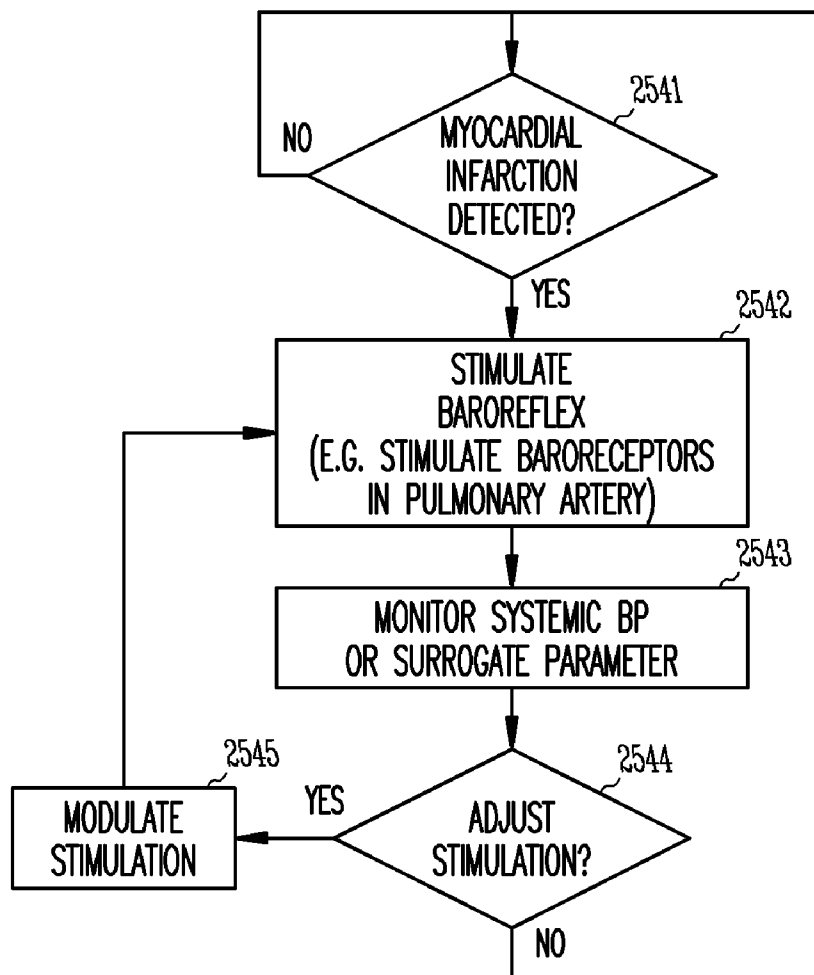 2541
NO
MYOCARDIAL
INFARCTION
DETECTED?
YES
2542
STIMULATE
BAROREFLEX
(E.G. STIMULATE BARORECEPTORS
IN PULMONARY ARTERY)
2543
MONITOR SYSTEMIC BP
OR SURROGATE PARAMETER
2544
2545
YES
MODULATE
STIMULATION
ADJUST
STIMULATION?
NO